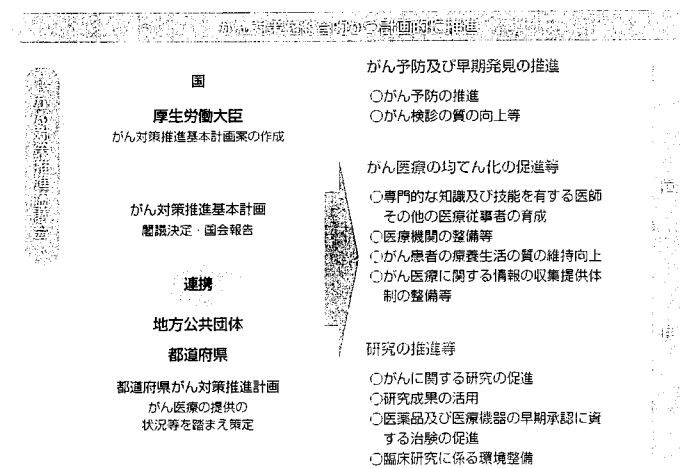 がん対策を総合的かつ計画的に推進
がん対策推進協議会
国
厚生労働大臣
がん対策推進基本計画案の作成
がん対策推進基本計画
閣議決定・国会報告
連携
地方公共団体
都道府県
都道府県がん対策推進計画
がん医療の提供の
状況等を踏まえ策定
がん予防及び早期発見の推進
○がん予防の推進
○がん検診の質の向上等
がん医療の均てん化の促進等
○専門的な知識及び技能を有する医師
その他の医療従事者の育成
○医療機関の整備等
○がん患者の療養生活の質の維持向上
○がん医療に関する情報の収集提供体
制の整備等
研究の推進等
○がんに関する研究の促進
○研究成果の活用
○医薬品及び医療機器の早期承認に資
する治験の促進
○臨床研究に係る環境整備